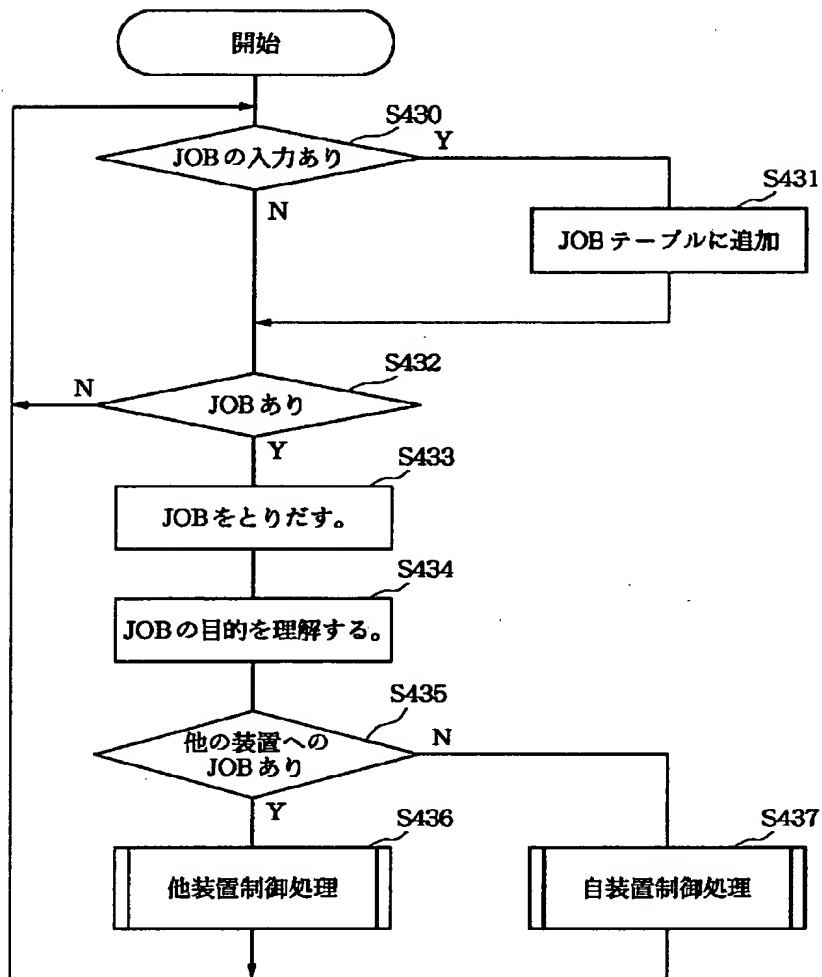 開始
S430
JOBの入力あり
Y
N
S431
JOBテーブルに追加
S432
N
JOBあり
Y
S433
JOBをとりだす。
S434
JOBの目的を理解する。
S435
他の装置への
JOBあり
N
Y
S436
他装置制御処理
S437
自装置制御処理